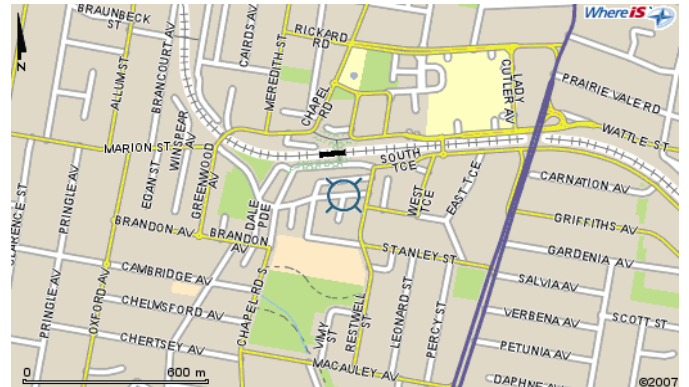 BRAUNBECK ST
RICKARD RD
WhereiS
ALLUM ST
BRANCOURT AV
CAIRDS AV
MEREDITH ST
CHAPEL RD
LADY CUTLER AV
PRAIRIE VALE RD
WATTLE ST
MARION ST
EGAN ST
WINSPEAR AV
GREENWOOD AV
SOUTH TCE
WEST TCE
EAST TCE
CARNATION AV
GRIFFITHS AV
GARDENIA AV
CLARENCE ST
PRINGLE AV
BRANDON AV
DALE PDE
BRANDON AV
STANLEY ST
CAMBRIDGE AV
SALVIA AV
OXFORD AV
CHELMSFORD AV
CHAPEL RD S
VIMY ST
RESTWELL ST
LEONARD ST
PERCY ST
VERBENA AV
SCOTT ST
PRINGLE AV
CHERTSEY AV
PETUNIA AV
MACAULEY AV
DAPHNE AV
N
0 600 m
©2007